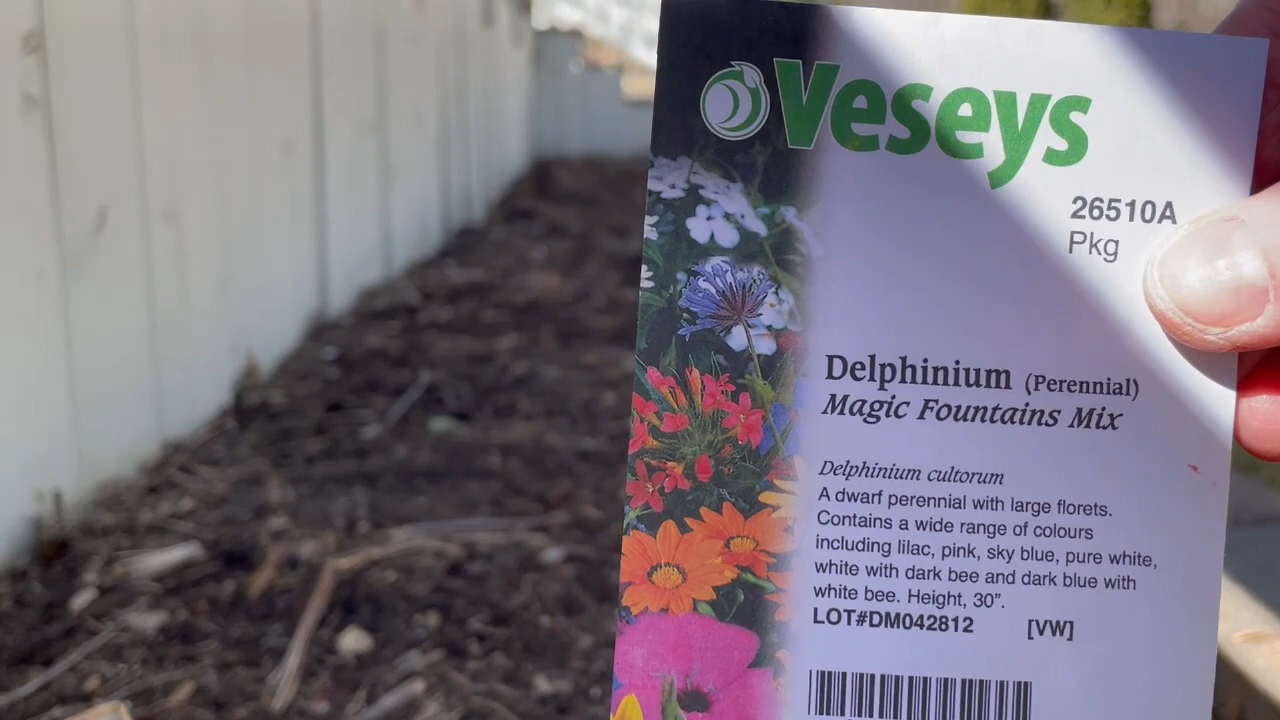 Veseys
26510A
Pkg
Delphinium (Perennial)
Magic Fountains Mix
Delphinium cultorum
A dwarf perennial with large florets.
Contains a wide range of colours
including lilac, pink, sky blue, pure white,
white with dark bee and dark blue with
white bee. Height, 30”.
LOT#DM042812 [VW]